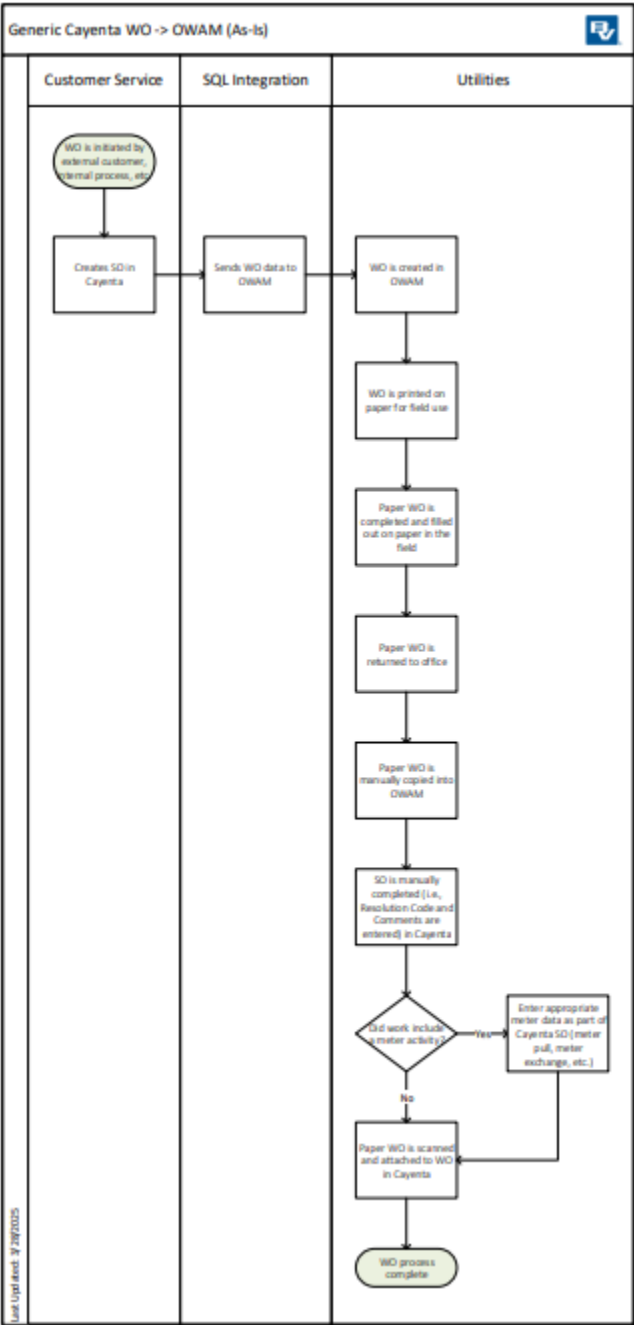 Generic Cayenta WO -> OWAM (As-Is)
Customer Service
SQL Integration
Utilities
WO is initiated by
external customer,
internal process, etc
Creates SO in
Cayenta
Sends WO data to
OWAM
WO is created in
OWAM
WO is printed on
paper for field use
Paper WO is
completed and filled
out on paper in the
field
Paper WO is
returned to office
Paper WO is
manually copied into
OWAM
SO is manually
completed (i.e.,
Resolution Code and
Comments are
entered) in Cayenta
Did work include
a meter activity?
Yes
Enter appropriate
meter data as part of
Cayenta SO (meter
pull, meter
exchange, etc.)
No
Paper WO is scanned
and attached to WO
in Cayenta
WO process
complete
Last Updated: 3/28/2025